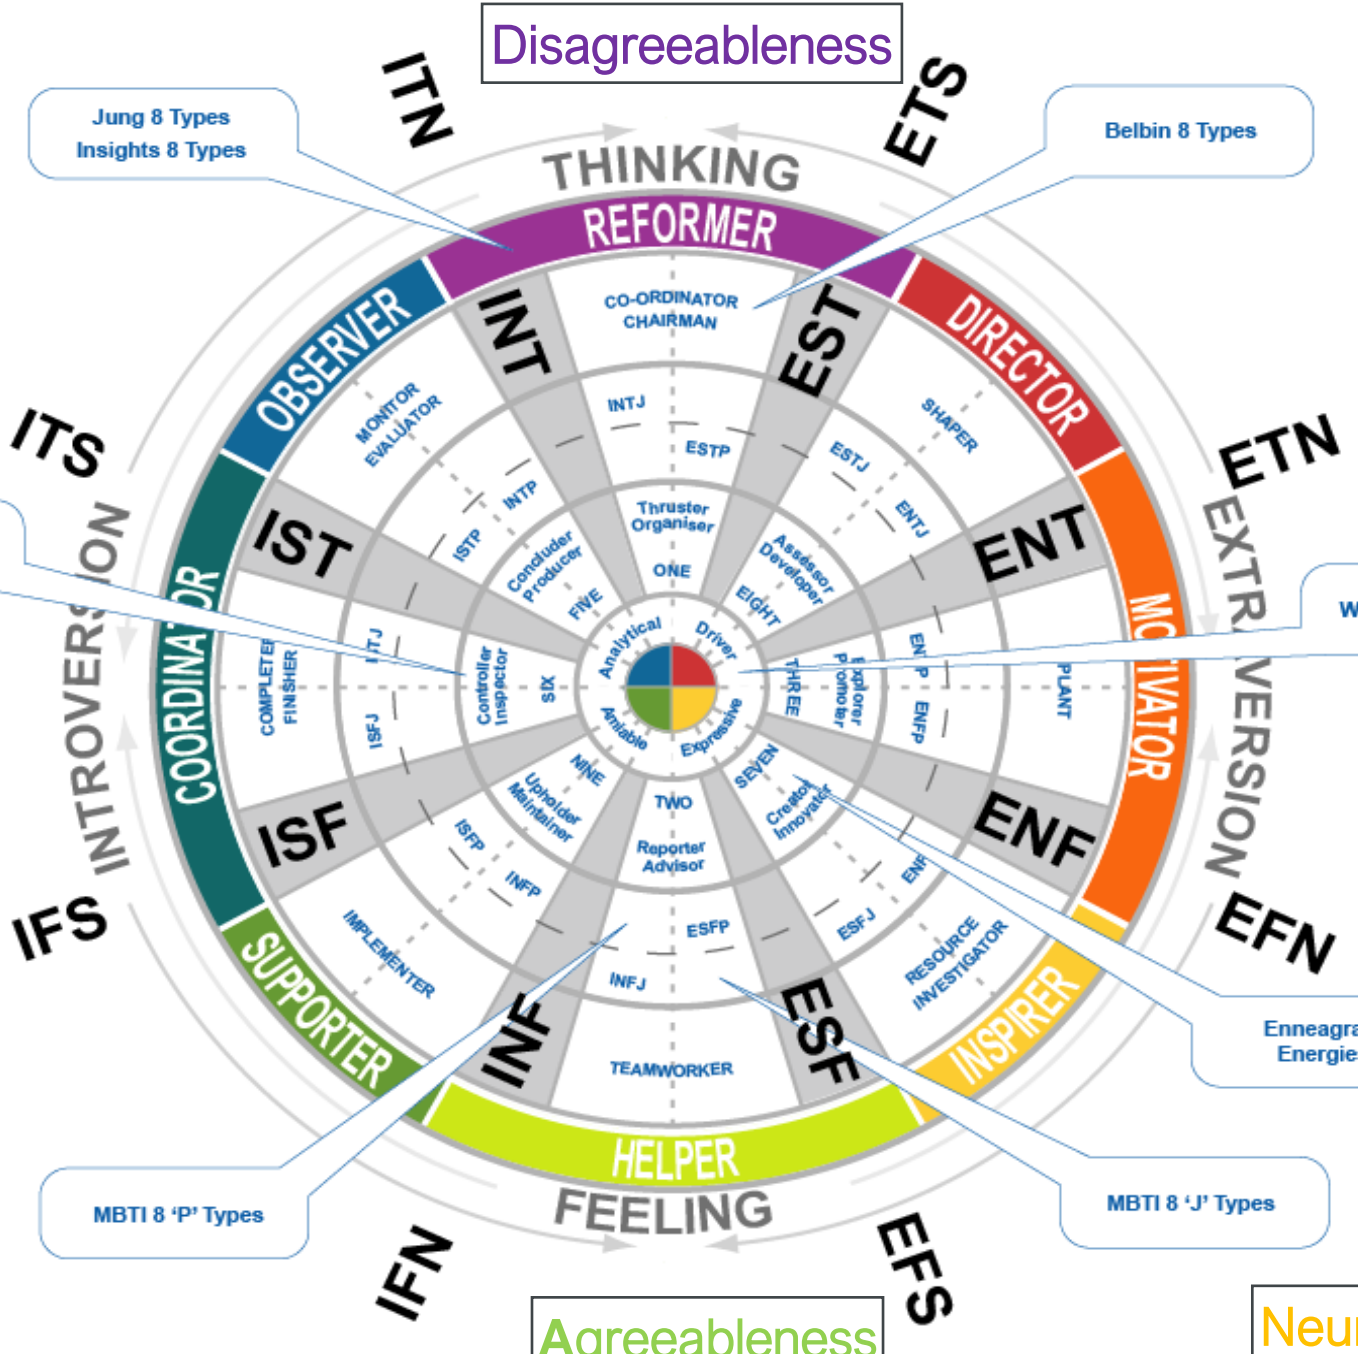 Disagreeableness
ITN
ETS
Jung 8 Types
Insights 8 Types
Belbin 8 Types
THINKING
REFORMER
OBSERVER
DIRECTOR
INT
EST
CO-ORDINATOR
CHAIRMAN
MONITOR
EVALUATOR
SHAPER
INTJ
ESTP
ITS
ETN
INTP
ISTP
ESTJ
ENTJ
IST
ENT
Thruster
Organiser
ONE
Concluder
Producer
FIVE
Assessor
Developer
EIGHT
INTROVERSION
EXTRAVERSION
COORDINATOR
COMPLETER
FINISHER
ISFJ
Controller
Inspector
SIX
Analytical
Driver
Amiable
Expressive
THREE
Explorer
Promoter
ENFP
PLANT
MOTIVATOR
W
ISF
ENF
NINE
Upholder
Maintainer
TWO
Reporter
Advisor
SEVEN
Creator
Innovator
ISFP
INFP
INFJ
ESFP
ESFJ
IFS
EFN
IMPLEMENTER
TEAMWORKER
RESOURCE
INVESTIGATOR
INF
ESF
SUPPORTER
HELPER
INSPIRER
Energie
FEELING
MBTI 8 ‘P’ Types
MBTI 8 ‘J’ Types
IFN
EFS
Agreeableness